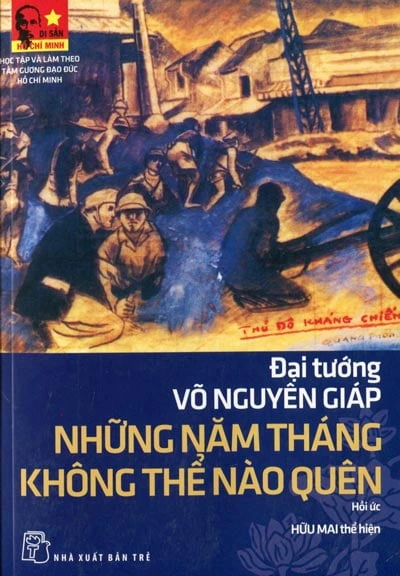 DI SẢN
HỒ CHÍ MINH
HỌC TẬP VÀ LÀM THEO
TẤM GƯƠNG ĐẠO ĐỨC
HỒ CHÍ MINH
THỦ ĐÔ KHÁNG CHIẾN
Đại tướng
VÕ NGUYÊN GIÁP
NHỮNG NĂM THÁNG
KHÔNG THỂ NÀO QUÊN
Hồi ức
HỮU MAI thể hiện
NHÀ XUẤT BẢN TRẺ